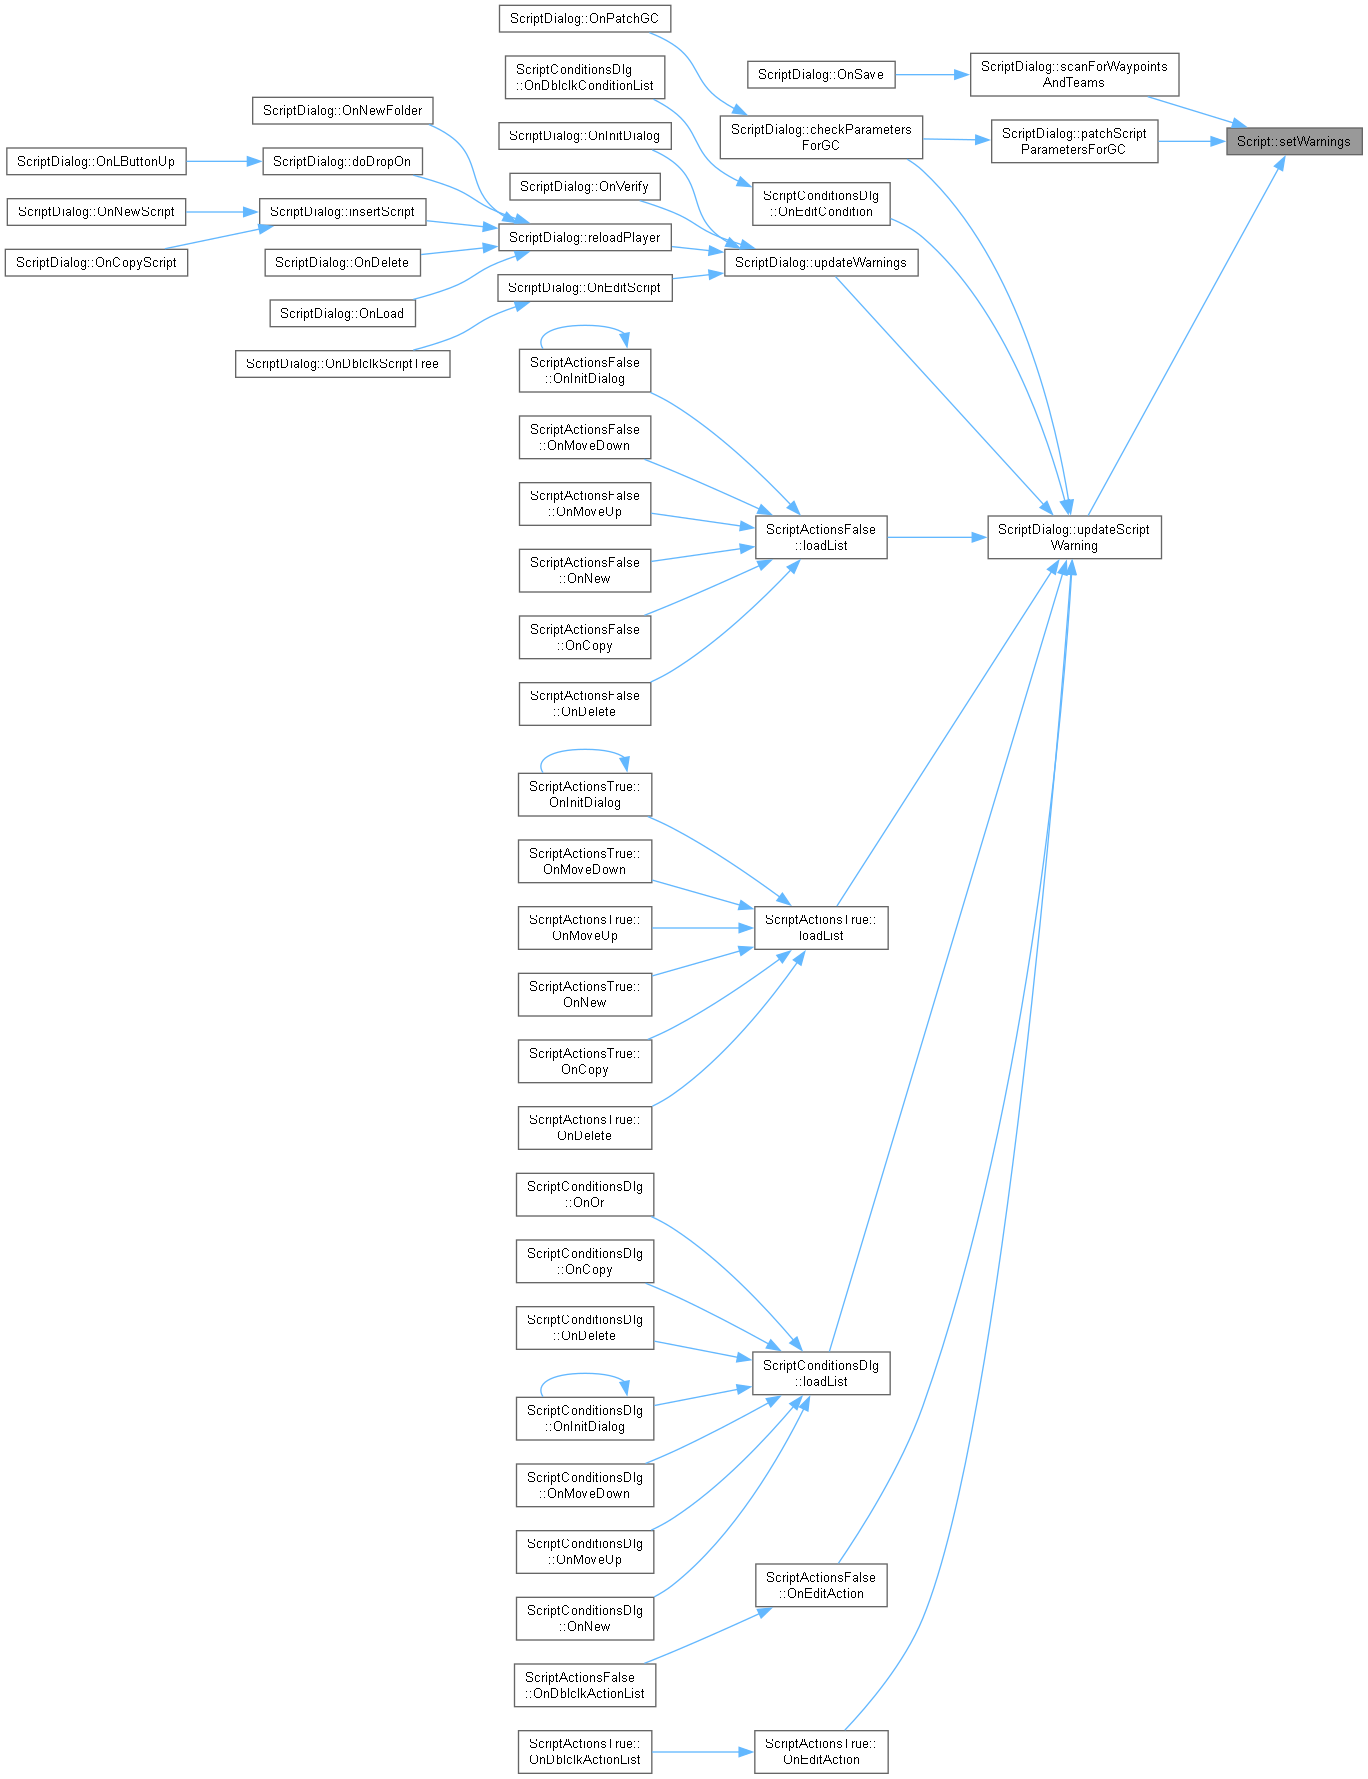 ScriptDialog::OnPatchGC
ScriptConditionsDlg
::OnDblclkConditionList
ScriptDialog::OnSave
ScriptDialog::scanForWaypoints
AndTeams
ScriptDialog::OnNewFolder
ScriptDialog::OnInitDialog
ScriptDialog::checkParameters
ForGC
ScriptDialog::patchScript
ParametersForGC
Script::setWarnings
ScriptDialog::OnLButtonUp
ScriptDialog::doDropOn
ScriptDialog::OnVerify
ScriptConditionsDlg
::OnEditCondition
ScriptDialog::OnNewScript
ScriptDialog::insertScript
ScriptDialog::reloadPlayer
ScriptDialog::OnCopyScript
ScriptDialog::OnDelete
ScriptDialog::updateWarnings
ScriptDialog::OnEditScript
ScriptDialog::OnLoad
ScriptDialog::OnDblclkScriptTree
ScriptActionsFalse
::OnInitDialog
ScriptActionsFalse
::OnMoveDown
ScriptActionsFalse
::OnMoveUp
ScriptActionsFalse
::loadList
ScriptDialog::updateScript
Warning
ScriptActionsFalse
::OnNew
ScriptActionsFalse
::OnCopy
ScriptActionsFalse
::OnDelete
ScriptActionsTrue::
OnInitDialog
ScriptActionsTrue::
OnMoveDown
ScriptActionsTrue::
OnMoveUp
ScriptActionsTrue::
loadList
ScriptActionsTrue::
OnNew
ScriptActionsTrue::
OnCopy
ScriptActionsTrue::
OnDelete
ScriptConditionsDlg
::OnOr
ScriptConditionsDlg
::OnCopy
ScriptConditionsDlg
::OnDelete
ScriptConditionsDlg
::loadList
ScriptConditionsDlg
::OnInitDialog
ScriptConditionsDlg
::OnMoveDown
ScriptConditionsDlg
::OnMoveUp
ScriptActionsFalse
::OnEditAction
ScriptConditionsDlg
::OnNew
ScriptActionsFalse
::OnDblclkActionList
ScriptActionsTrue::
OnDblclkActionList
ScriptActionsTrue::
OnEditAction